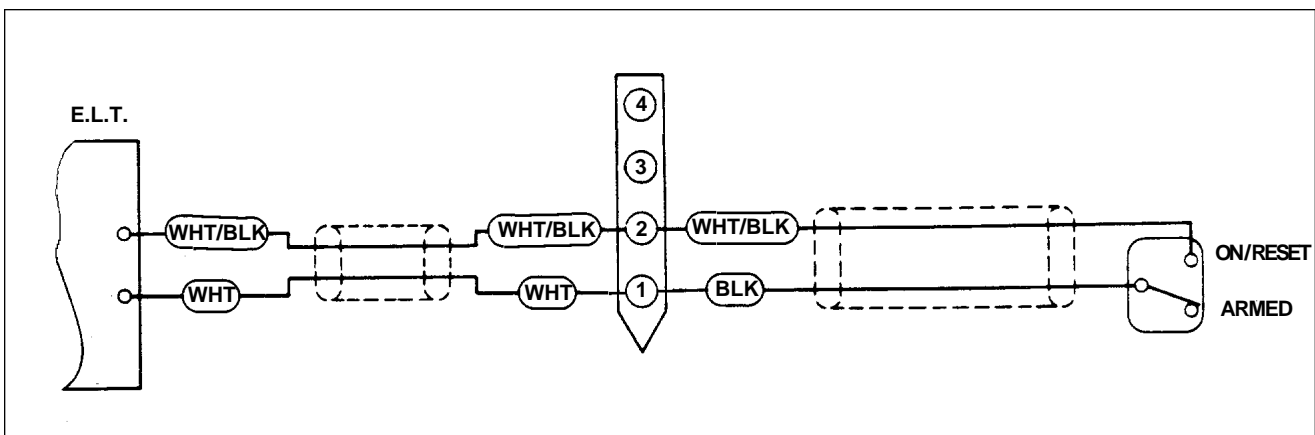 E.L.T.
4
3
WHT/BLK
WHT/BLK
2
WHT/BLK
ON/RESET
WHT
WHT
1
BLK
ARMED